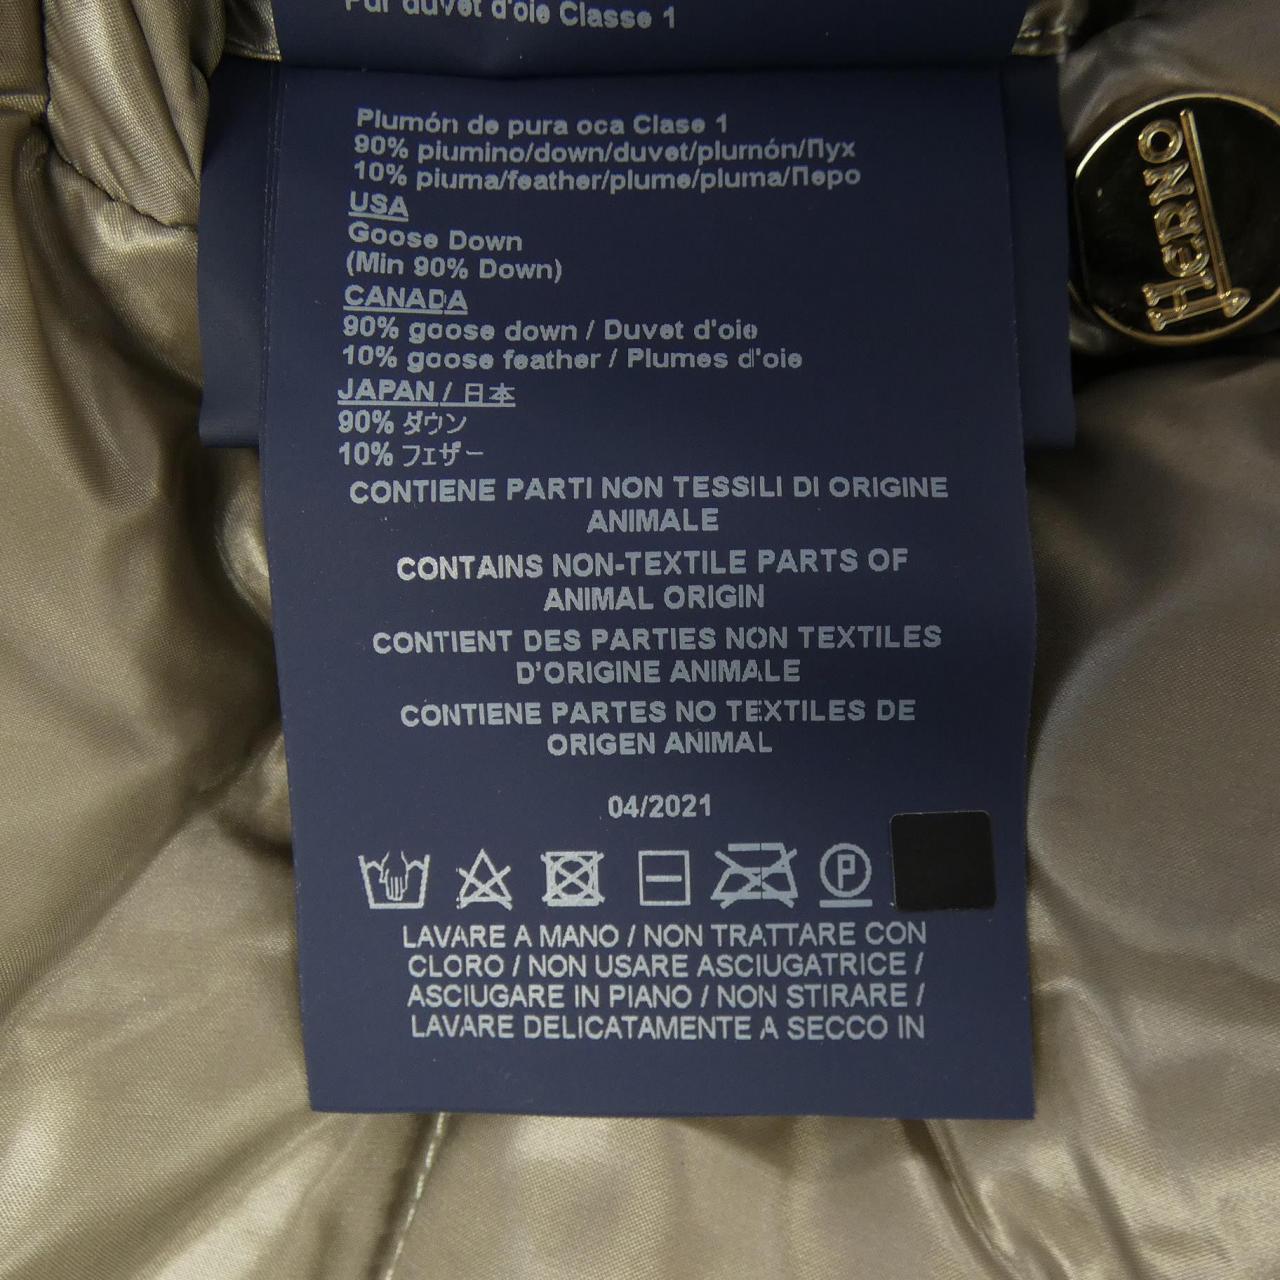 Pur duvet d'oie Classe 1
Plumón de pura oca Clase 1
90% piumino/down/duvet/plumón/Пух
10% piuma/feather/plume/pluma/Перо
USA
Goose Down
(Min 90% Down)
CANADA
90% goose down / Duvet d'oie
10% goose feather / Plumes d'oie
JAPAN / 日本
90% ダウン
10% フェザー
CONTIENE PARTI NON TESSILI DI ORIGINE
ANIMALE
CONTAINS NON-TEXTILE PARTS OF
ANIMAL ORIGIN
CONTIENT DES PARTIES NON TEXTILES
D'ORIGINE ANIMALE
CONTIENE PARTES NO TEXTILES DE
ORIGEN ANIMAL
04/2021
P
LAVARE A MANO / NON TRATTARE CON
CLORO / NON USARE ASCIUGATRICE /
ASCIUGARE IN PIANO / NON STIRARE /
LAVARE DELICATAMENTE A SECCO IN
HERNO